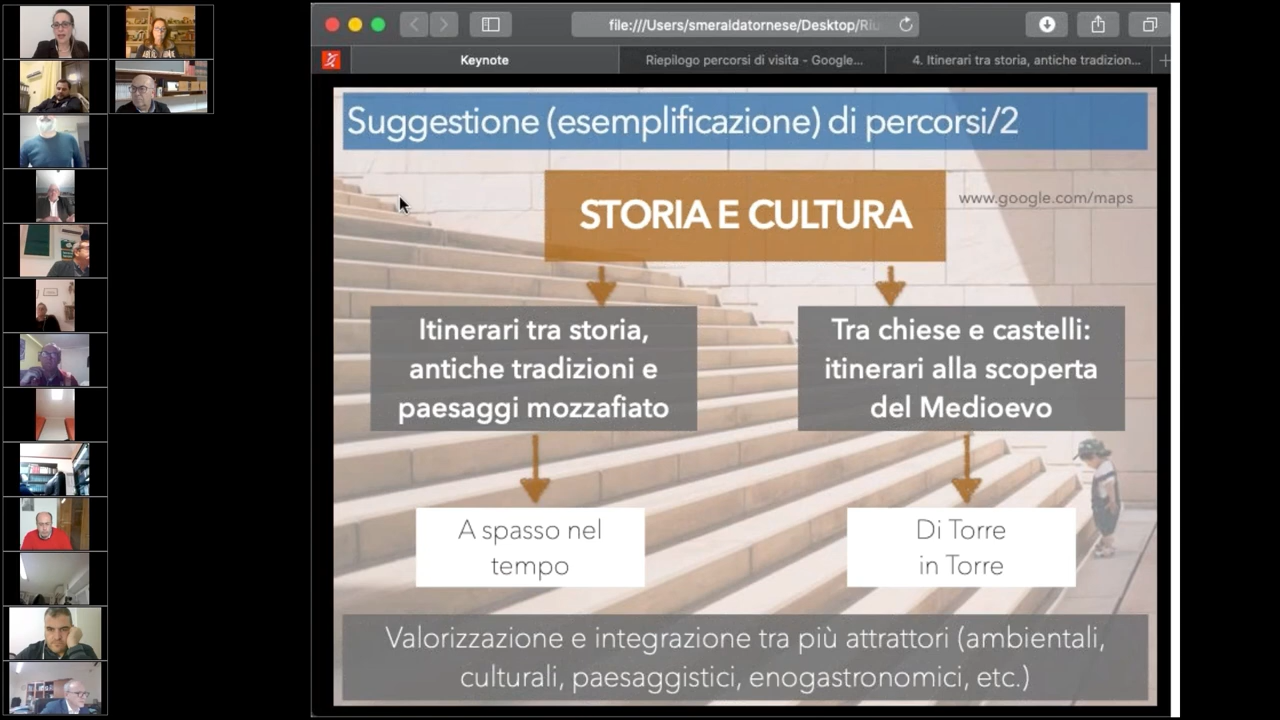 file:///Users/smeraldatornese/Desktop/Riu
Keynote
Riepilogo percorsi di visita - Google...
4. Itinerari tra storia, antiche tradizion...
Suggestione (esemplificazione) di percorsi/2
STORIA E CULTURA
www.google.com/maps
Itinerari tra storia,
antiche tradizioni e
paesaggi mozzafiato
Tra chiese e castelli:
itinerari alla scoperta
del Medioevo
A spasso nel
tempo
Di Torre
in Torre
Valorizzazione e integrazione tra più attrattori (ambientali,
culturali, paesaggistici, enogastronomici, etc.)